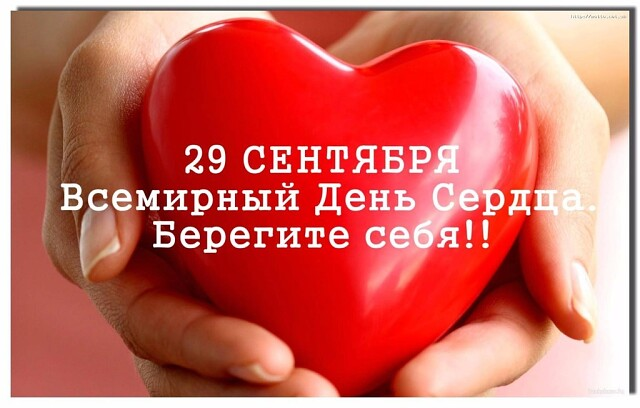 29 СЕНТЯБРЯ
Всемирный День Сердца.
Берегите себя!!